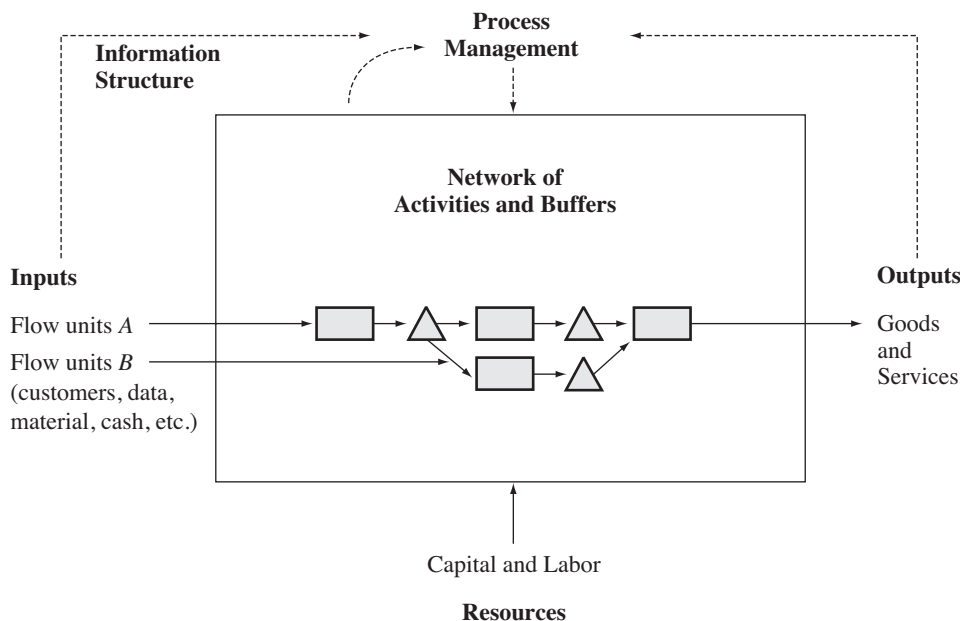 Process
Management
Information
Structure
Network of
Activities and Buffers
Inputs
Outputs
Flow units A
Flow units B
(customers, data,
material, cash, etc.)
Goods
and
Services
Capital and Labor
Resources